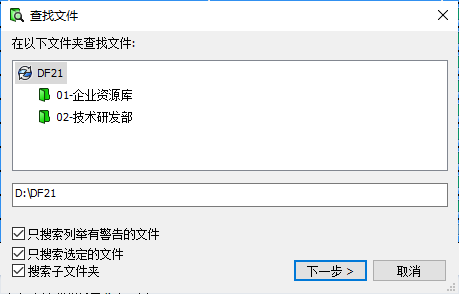 查找文件
在以下文件夹查找文件:
DF21
01-企业资源库
02-技术研发部
D:\DF21
只搜索列举有警告的文件
只搜索选定的文件
搜索子文件夹
下一步 >
取消